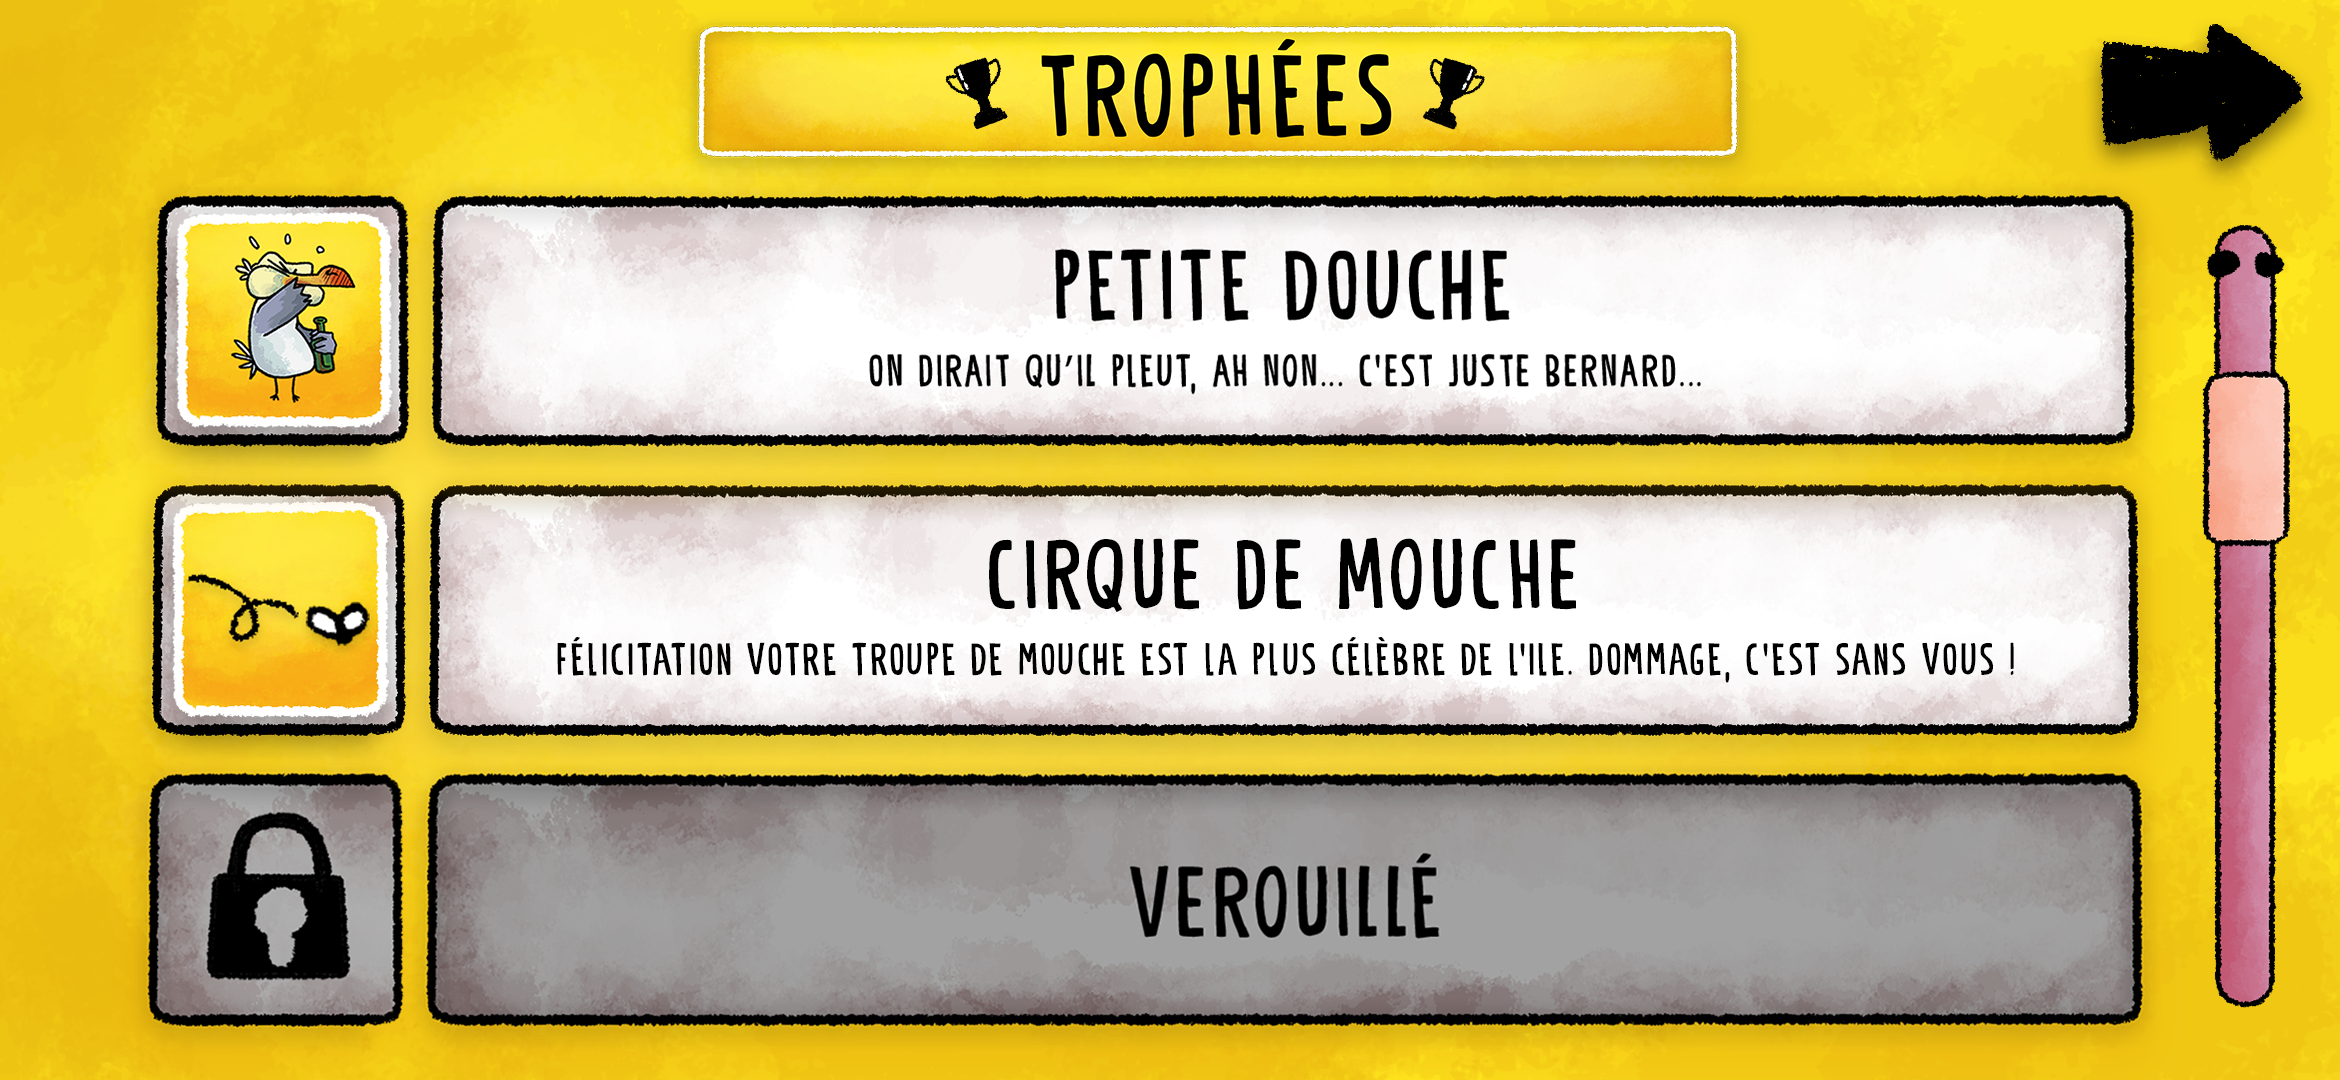 TROPHÉES
PETITE DOUCHE
ON DIRAIT QU'IL PLEUT, AH NON... C'EST JUSTE BERNARD...
CIRQUE DE MOUCHE
FÉLICITATION VOTRE TROUPE DE MOUCHE EST LA PLUS CÉLÈBRE DE L'ILE. DOMMAGE, C'EST SANS VOUS !
VEROUILLÉ